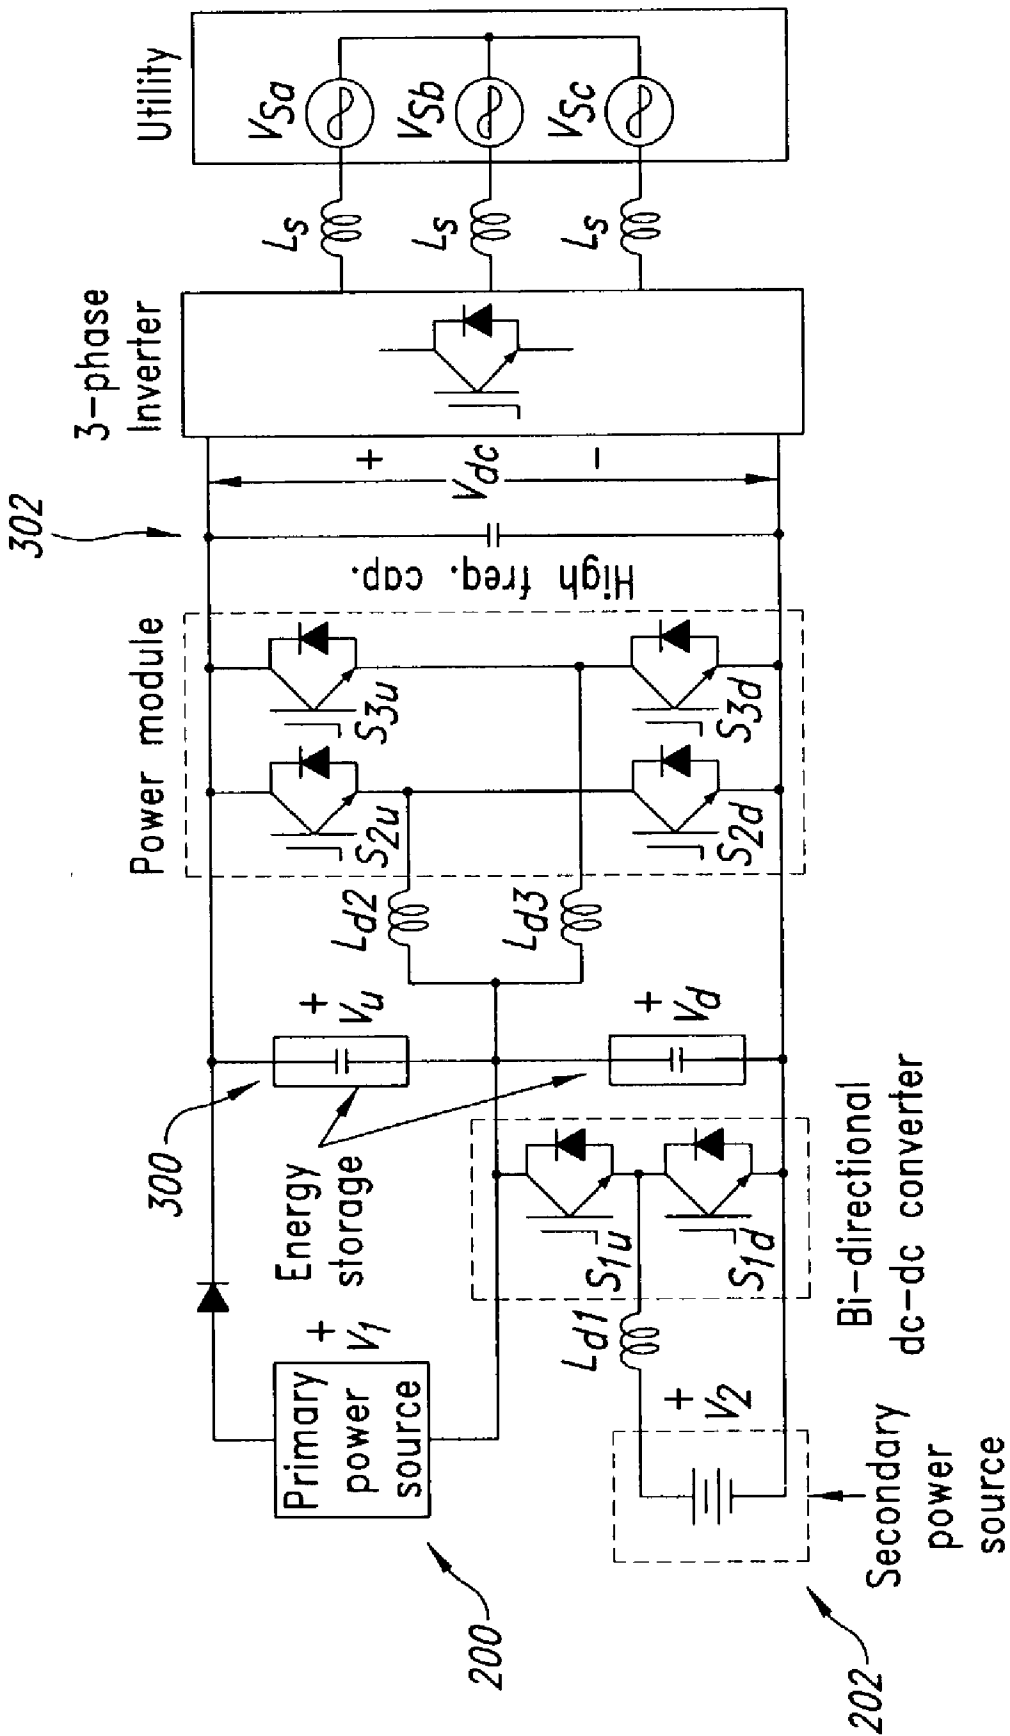 302
Power module
3-phase
Inverter
Utility
300
Energy
storage
+
Vu
Ld2
S2u
S3u
High freq. cap.
+
Vdc
-
Ls
Ls
Ls
VSa
VSb
VSc
Primary
power
source
+
V1
200
Ld3
+
Vd
S2d
S3d
S1u
S1d
Ld1
+
V2
Bi-directional
dc-dc converter
Secondary
power
source
202